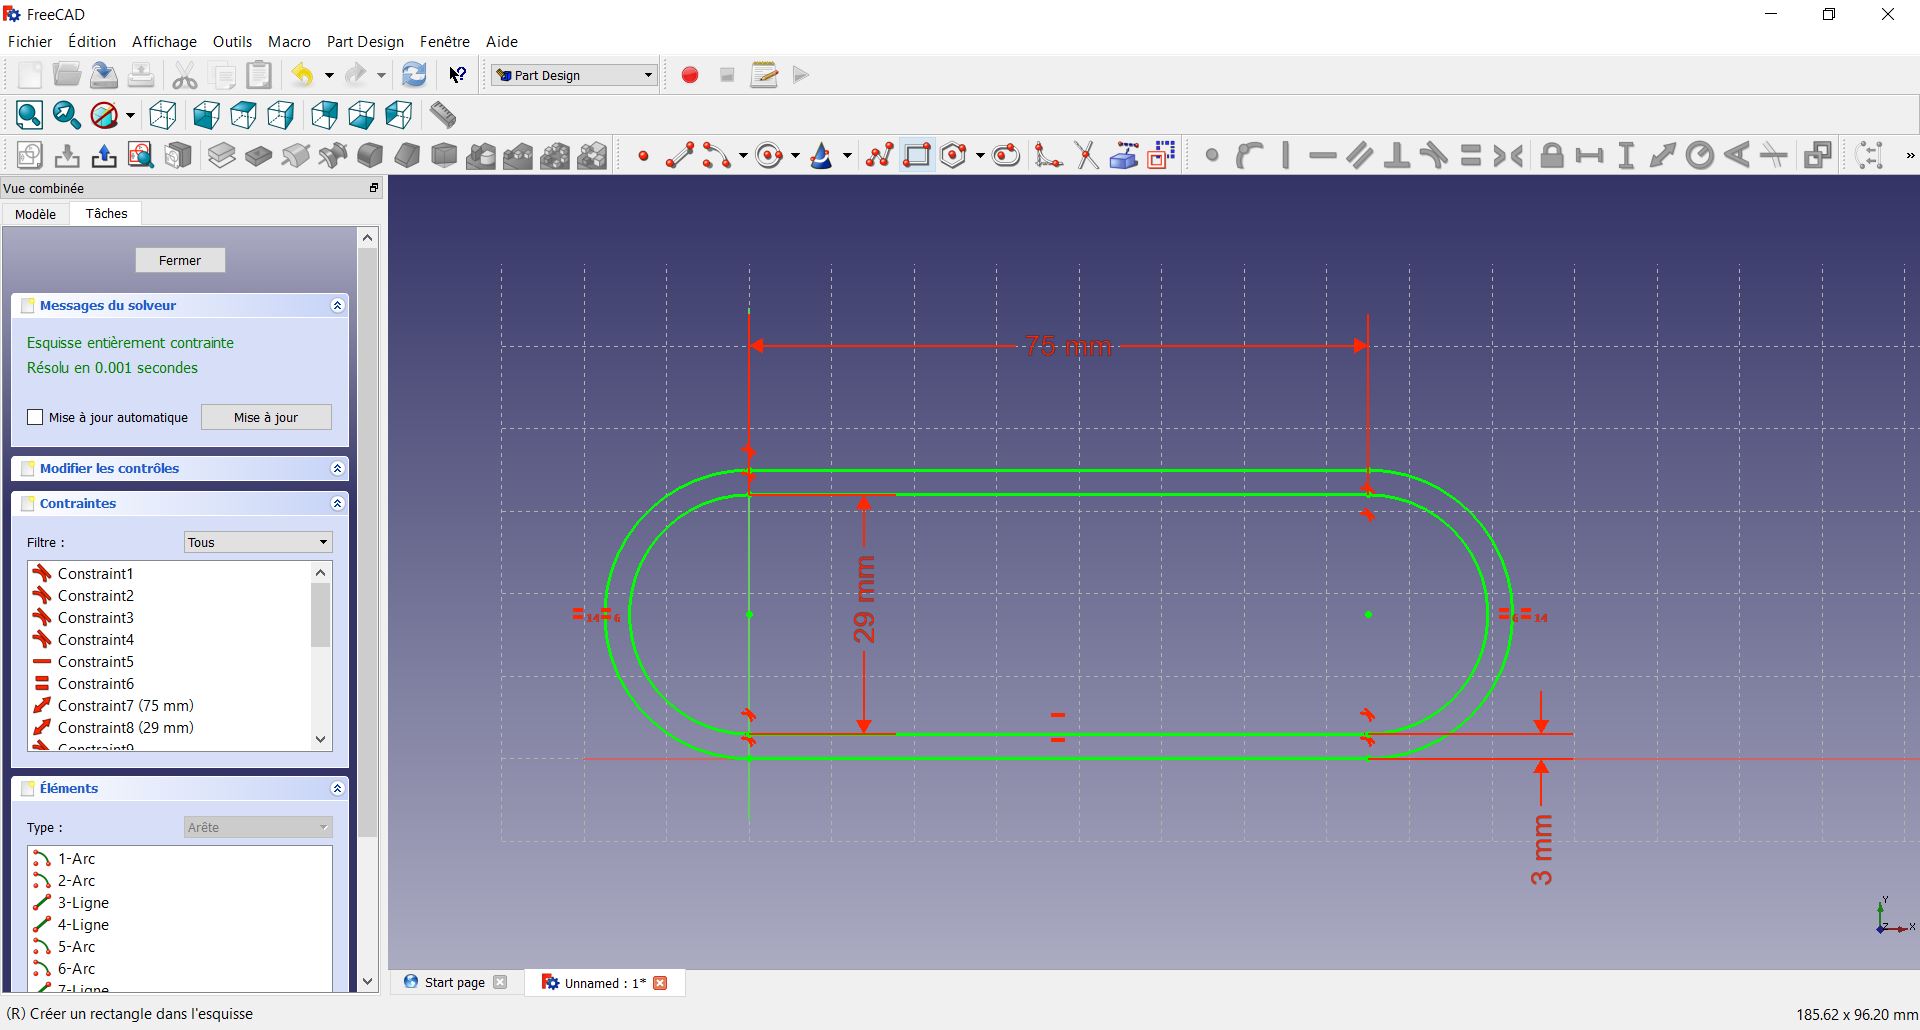 FreeCAD
Fichier Édition Affichage Outils Macro Part Design Fenêtre Aide
Part Design
Vue combinée
Modèle Tâches
Fermer
Messages du solveur
Esquisse entièrement contrainte
Résolu en 0.001 secondes
Mise à jour automatique Mise à jour
Modifier les contrôles
Contraintes
Filtre : Tous
Constraint1
Constraint2
Constraint3
Constraint4
Constraint5
Constraint6
Constraint7 (75 mm)
Constraint8 (29 mm)
Constraint9
Éléments
Type : Arête
1-Arc
2-Arc
3-Ligne
4-Ligne
5-Arc
6-Arc
7-Ligne
75 mm
29 mm
14 6
6 14
3 mm
Y
Z X
Start page Unnamed : 1*
(R) Créer un rectangle dans l'esquisse 185.62 x 96.20 mm